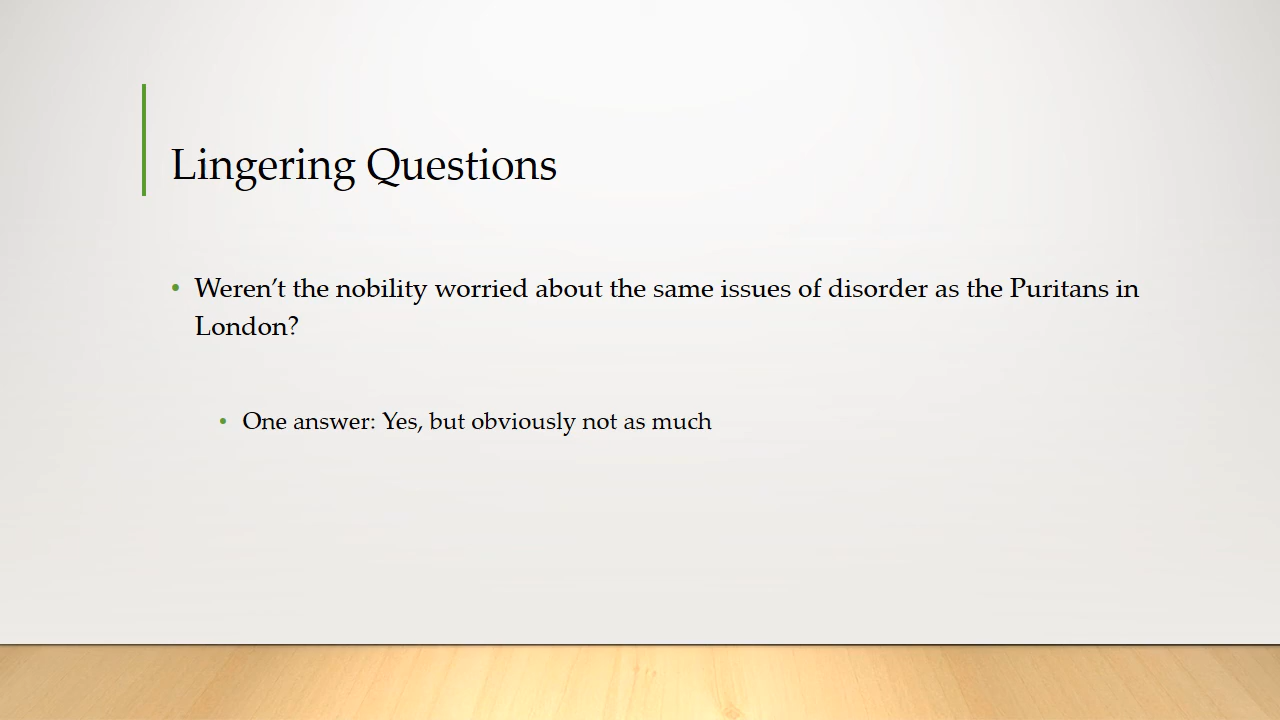 Lingering Questions
• Weren’t the nobility worried about the same issues of disorder as the Puritans in
London?
• One answer: Yes, but obviously not as much